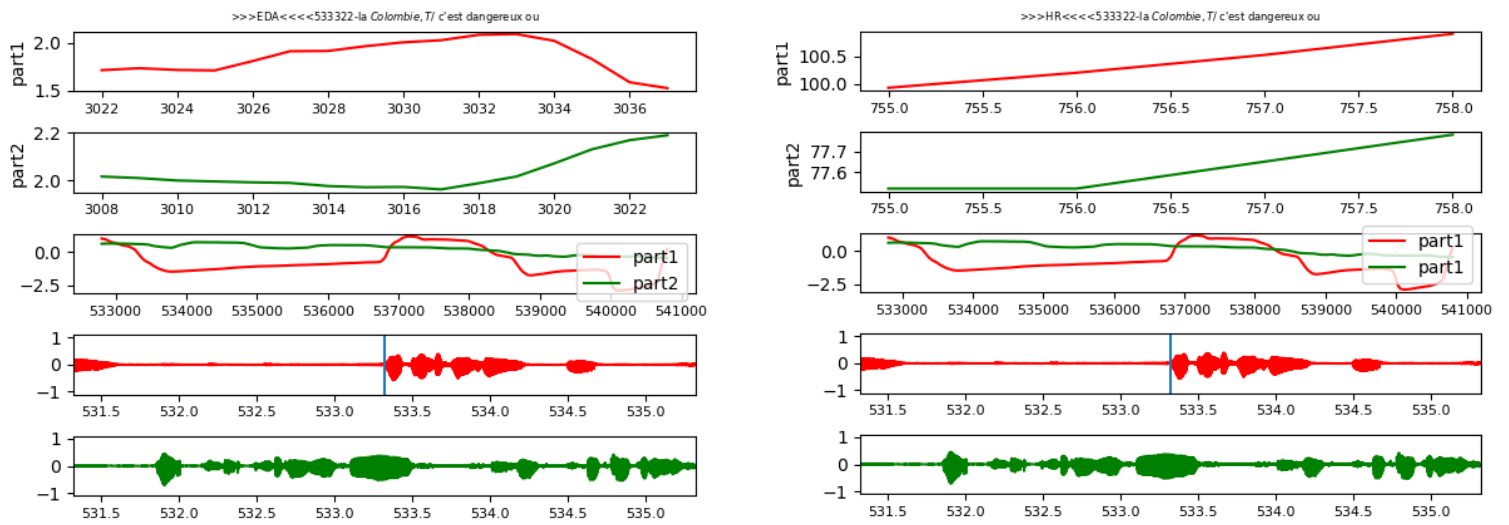 >>>EDA<<<<533322-la Colombie, T/ c'est dangereux ou
part1
2.0
1.5
3022 3024 3026 3028 3030 3032 3034 3036
part2
2.2
2.0
3008 3010 3012 3014 3016 3018 3020 3022
0.0
−2.5
part1
part2
533000 534000 535000 536000 537000 538000 539000 540000 541000
1
0
−1
531.5 532.0 532.5 533.0 533.5 534.0 534.5 535.0
1
0
−1
531.5 532.0 532.5 533.0 533.5 534.0 534.5 535.0
>>>HR<<<<533322-la Colombie, T/ c'est dangereux ou
part1
100.5
100.0
755.0 755.5 756.0 756.5 757.0 757.5 758.0
part2
77.7
77.6
755.0 755.5 756.0 756.5 757.0 757.5 758.0
0.0
−2.5
part1
part1
533000 534000 535000 536000 537000 538000 539000 540000 541000
1
0
−1
531.5 532.0 532.5 533.0 533.5 534.0 534.5 535.0
1
0
−1
531.5 532.0 532.5 533.0 533.5 534.0 534.5 535.0